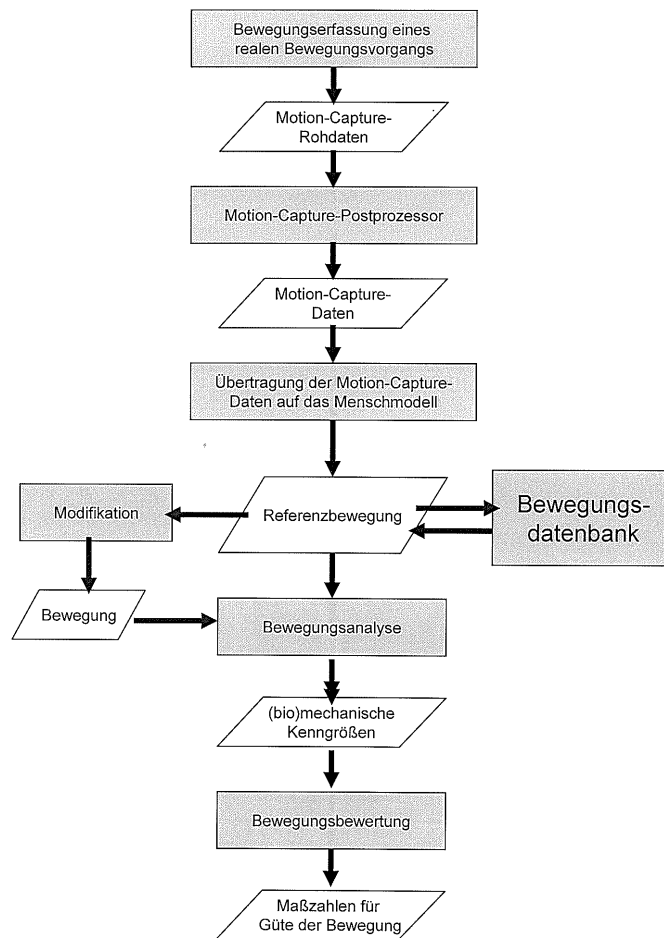 Bewegungserfassung eines
realen Bewegungsvorgangs
Motion-Capture-
Rohdaten
Motion-Capture-Postprozessor
Motion-Capture-
Daten
Übertragung der Motion-Capture-
Daten auf das Menschmodell
Modifikation
Referenzbewegung
Bewegungs-
datenbank
Bewegung
Bewegungsanalyse
(bio)mechanische
Kenngrößen
Bewegungsbewertung
Maßzahlen für
Güte der Bewegung